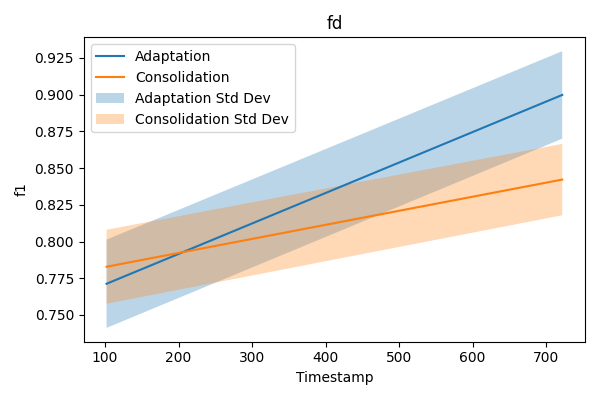 fd
Adaptation
Consolidation
Adaptation Std Dev
Consolidation Std Dev
f1
0.925
0.900
0.875
0.850
0.825
0.800
0.775
0.750
100 200 300 400 500 600 700
Timestamp